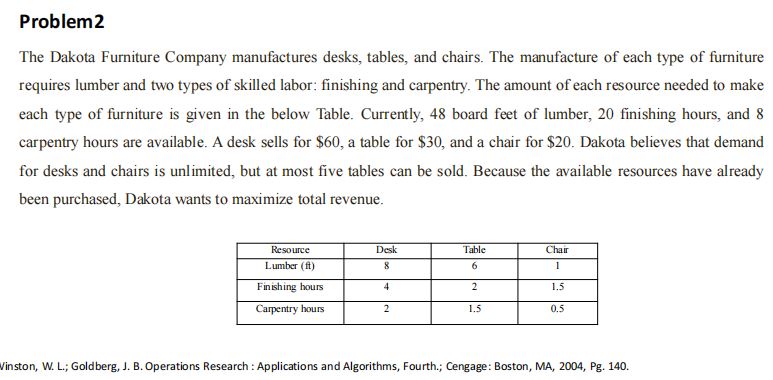 Problem2
The Dakota Furniture Company manufactures desks, tables, and chairs. The manufacture of each type of furniture
requires lumber and two types of skilled labor: finishing and carpentry. The amount of each resource needed to make
each type of furniture is given in the below Table. Currently, 48 board feet of lumber, 20 finishing hours, and 8
carpentry hours are available. A desk sells for $60, a table for $30, and a chair for $20. Dakota believes that demand
for desks and chairs is unlimited, but at most five tables can be sold. Because the available resources have already
been purchased, Dakota wants to maximize total revenue.
Resource Desk Table Chair
Lumber (ft) 8 6 1
Finishing hours 4 2 1.5
Carpentry hours 2 1.5 0.5
Winston, W. L.; Goldberg, J. B. Operations Research : Applications and Algorithms, Fourth.; Cengage: Boston, MA, 2004, Pg. 140.